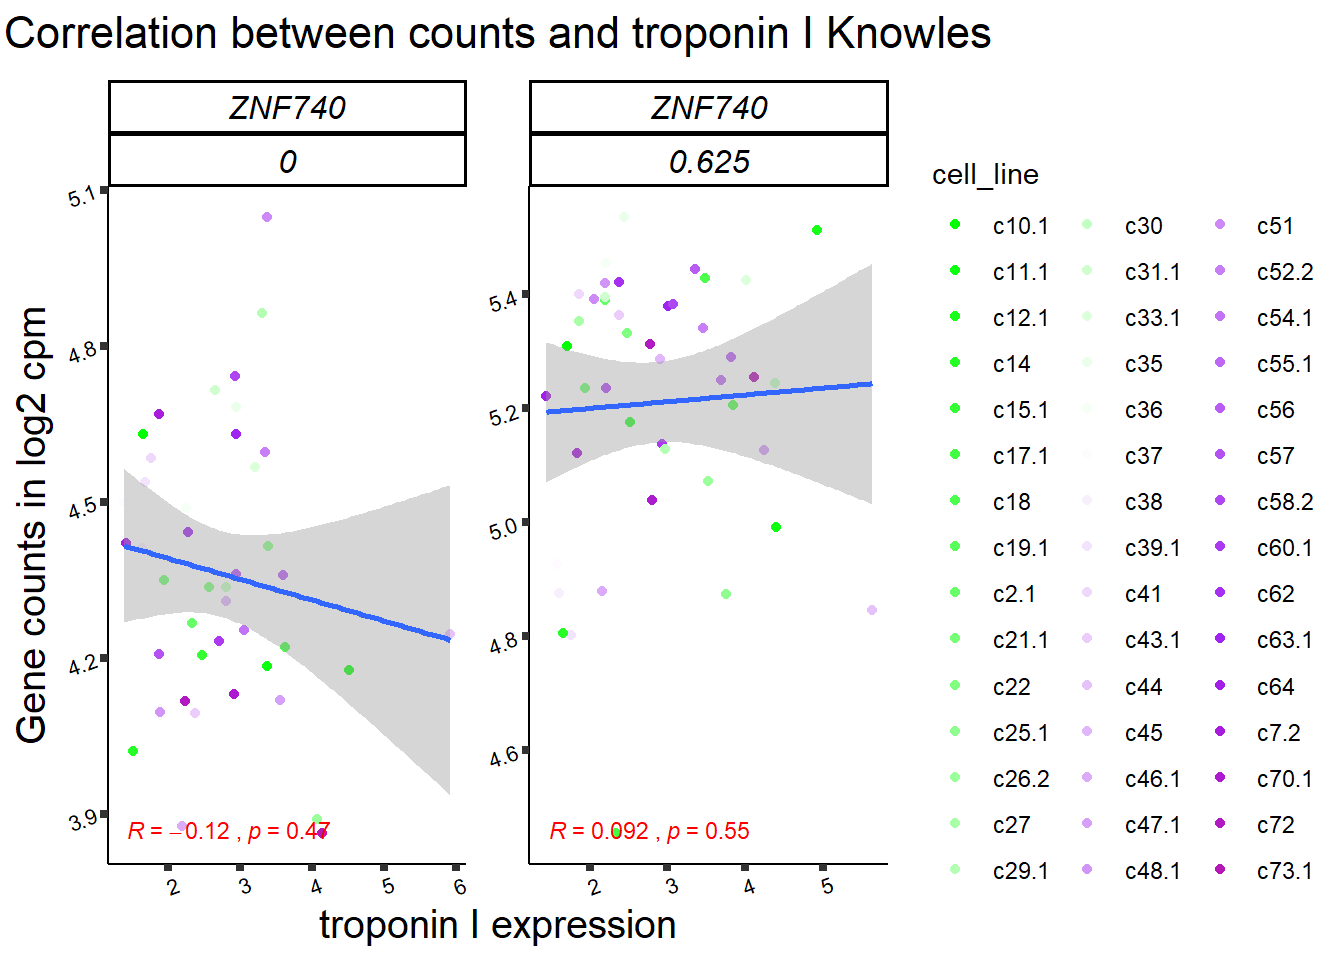 Correlation between counts and troponin I Knowles
ZNF740
0
ZNF740
0.625
Gene counts in log2 cpm
5.1
4.8
4.5
4.2
3.9
R = −0.12 , p = 0.47
2 3 4 5 6
5.4
5.2
5.0
4.8
4.6
R = 0.092 , p = 0.55
2 3 4 5
troponin I expression
cell_line
c10.1
c11.1
c12.1
c14
c15.1
c17.1
c18
c19.1
c2.1
c21.1
c22
c25.1
c26.2
c27
c29.1
c30
c31.1
c33.1
c35
c36
c37
c38
c39.1
c41
c43.1
c44
c45
c46.1
c47.1
c48.1
c51
c52.2
c54.1
c55.1
c56
c57
c58.2
c60.1
c62
c63.1
c64
c7.2
c70.1
c72
c73.1